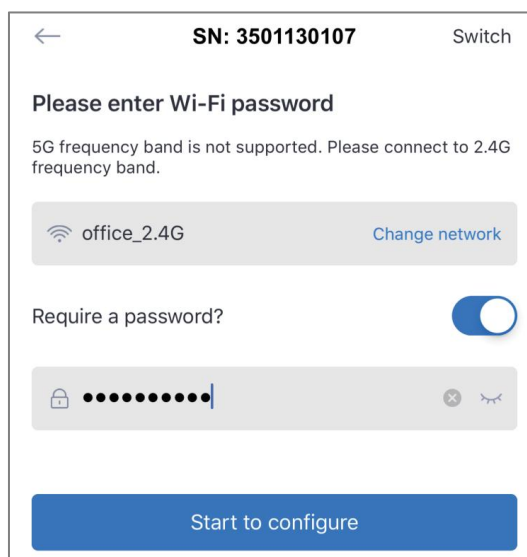 SN: 3501130107
Switch
Please enter Wi-Fi password
5G frequency band is not supported. Please connect to 2.4G
frequency band.
office_2.4G
Change network
Require a password?
●●●●●●●●●●
Start to configure